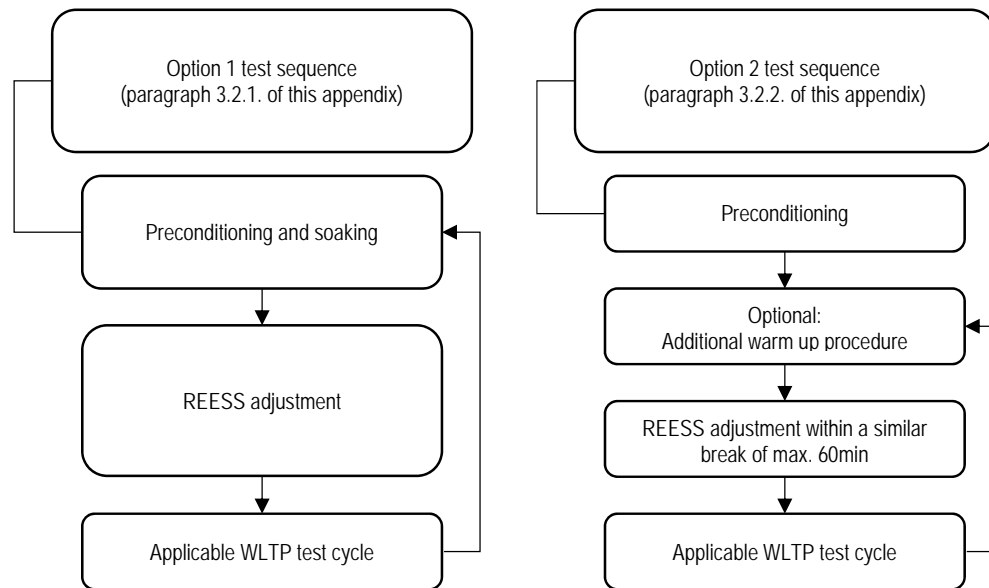 Option 1 test sequence
(paragraph 3.2.1. of this appendix)
Preconditioning and soaking
REESS adjustment
Applicable WLTP test cycle
Option 2 test sequence
(paragraph 3.2.2. of this appendix)
Preconditioning
Optional:
Additional warm up procedure
REESS adjustment within a similar
break of max. 60min
Applicable WLTP test cycle